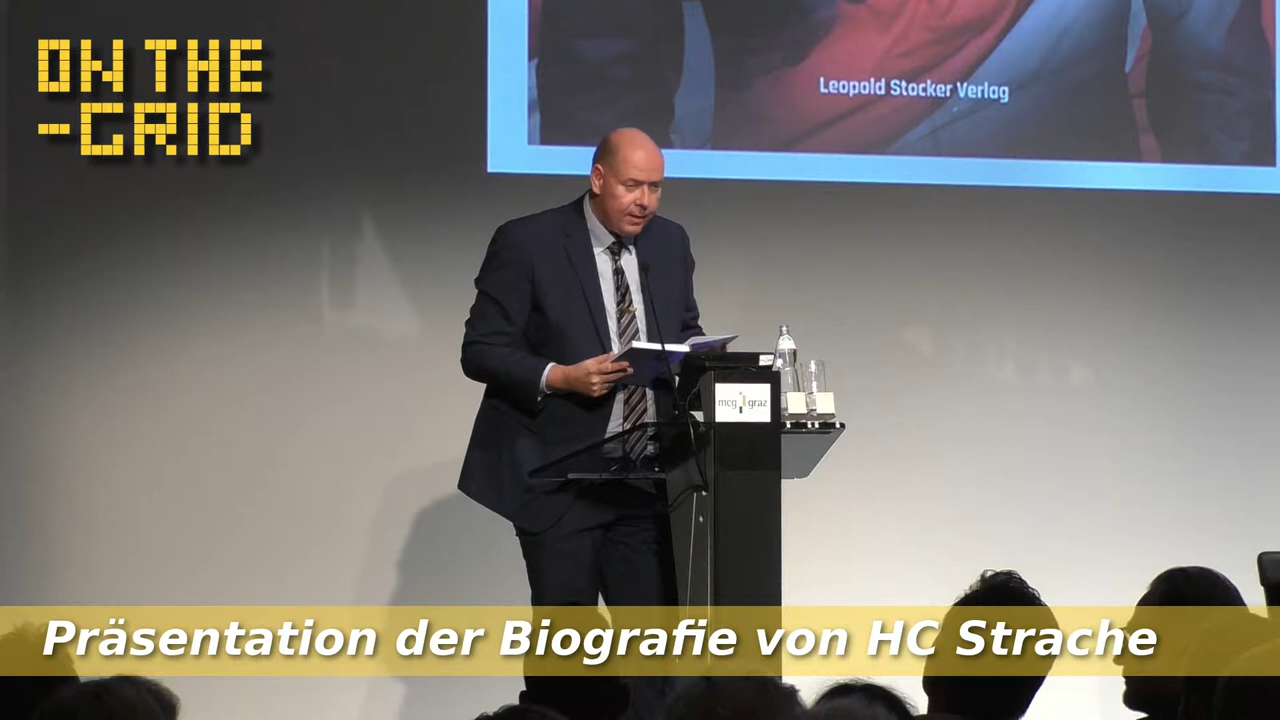 ON THE
-GRID
Leopold Stocker Verlag
mcg graz
Präsentation der Biografie von HC Strache